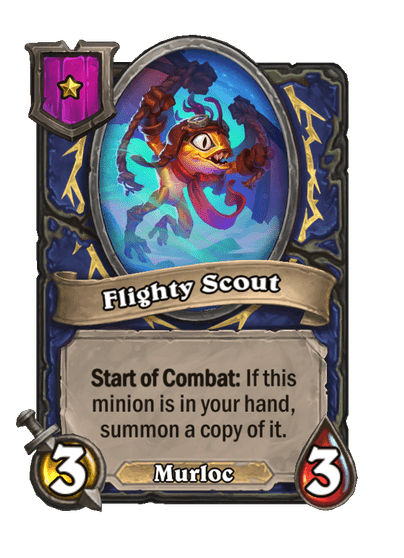 Flighty Scout
Start of Combat: If this
minion is in your hand,
summon a copy of it.
3
Murloc
3